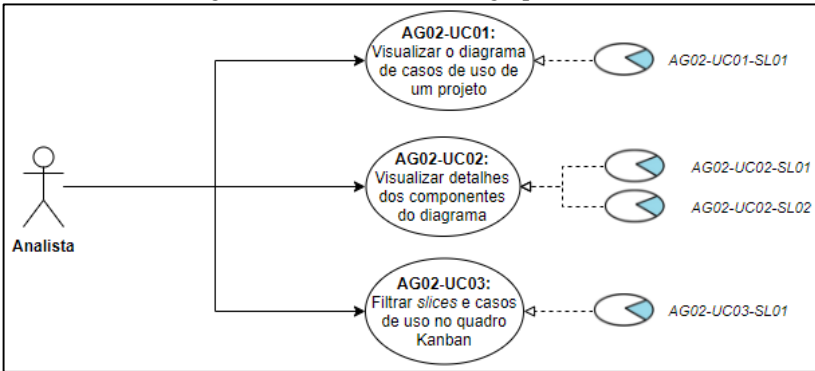 AG02-UC01:
Visualizar o diagrama
de casos de uso de
um projeto
AG02-UC01-SL01
AG02-UC02:
Visualizar detalhes
dos componentes
do diagrama
AG02-UC02-SL01
AG02-UC02-SL02
Analista
AG02-UC03:
Filtrar slices e casos
de uso no quadro
Kanban
AG02-UC03-SL01